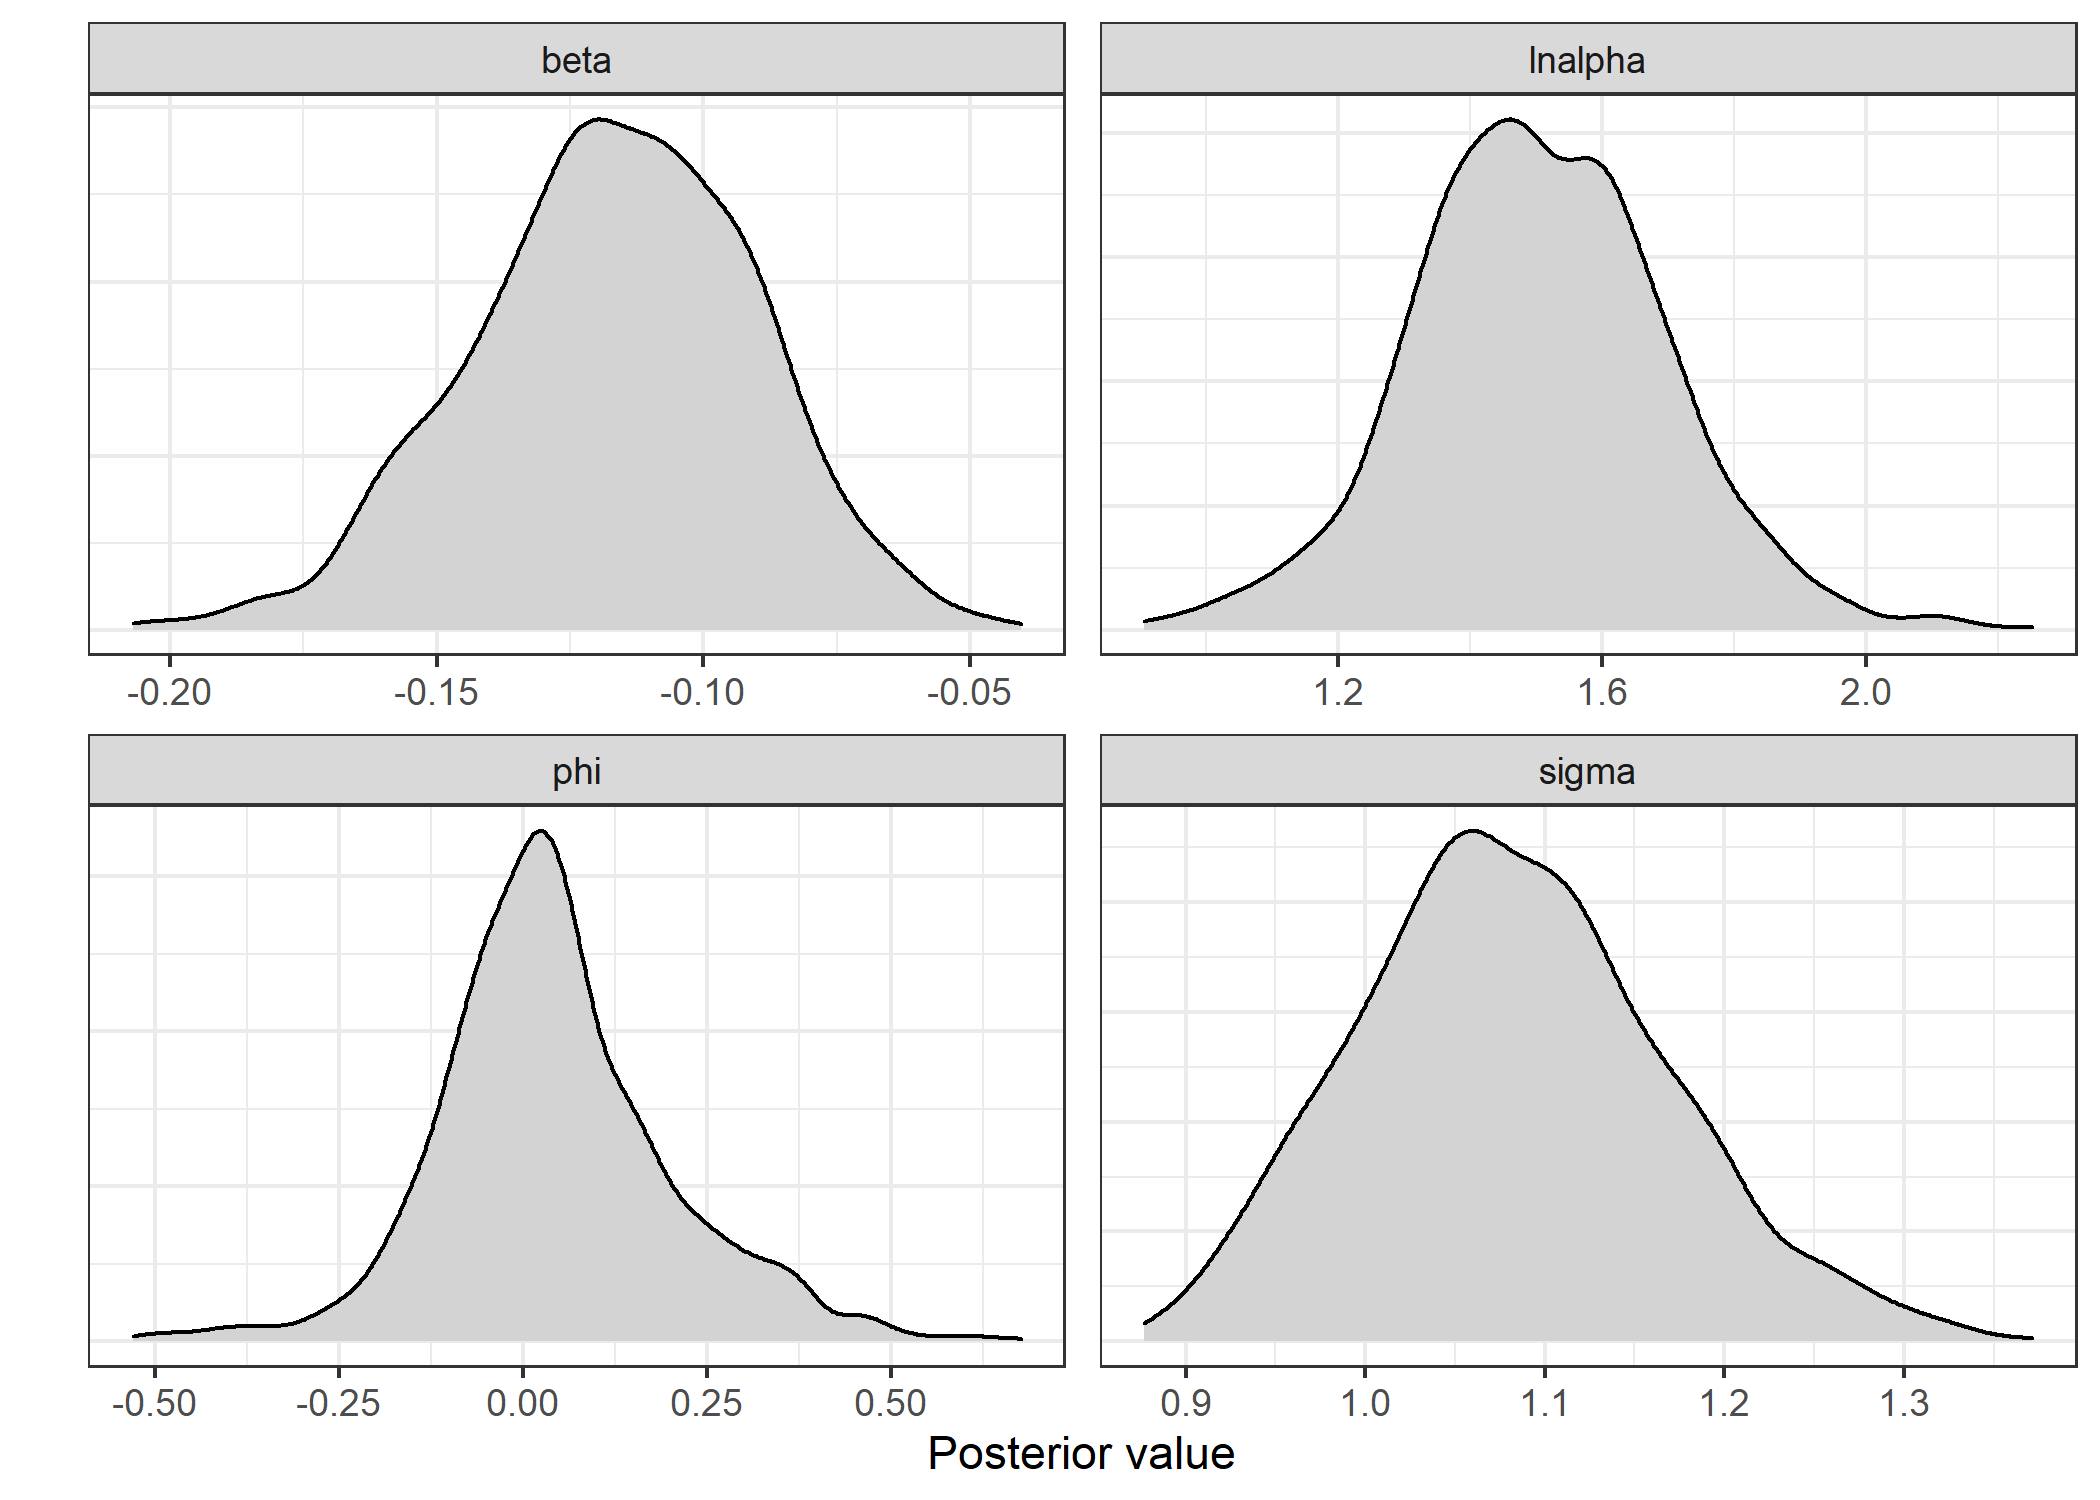 beta lnalpha
-0.20 -0.15 -0.10 -0.05 1.2 1.6 2.0
phi sigma
-0.50 -0.25 0.00 0.25 0.50 0.9 1.0 1.1 1.2 1.3
Posterior value